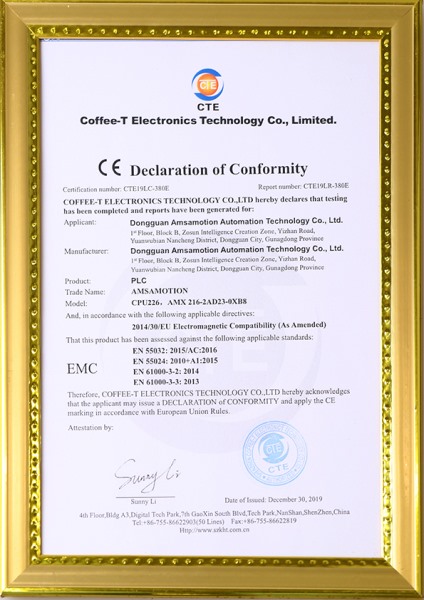 CTE
Coffee-T Electronics Technology Co., Limited.
CE Declaration of Conformity
Certification number: CTE19LC-380E Report number: CTE19LR-380E
COFFEE-T ELECTRONICS TECHNOLOGY CO.,LTD hereby declares that testing
has been completed and reports have been generated for:
Applicant: Dongguan Amsamotion Automation Technology Co., Ltd.
1st Floor, Block B, Zosun Intelligence Creation Zone, Yizhan Road,
Yuanwubian Nancheng District, Dongguan City, Gunagdong Province
Manufacturer: Dongguan Amsamotion Automation Technology Co., Ltd.
1st Floor, Block B, Zosun Intelligence Creation Zone, Yizhan Road,
Yuanwubian Nancheng District, Dongguan City, Gunagdong Province
Product: PLC
Trade Name: AMSAMOTION
Model: CPU226、AMX 216-2AD23-0XB8
And, in accordance with the following applicable directives:
2014/30/EU Electromagnetic Compatibility (As Amended)
That this product has been assessed against the following applicable standards:
EMC
EN 55032: 2015/AC:2016
EN 55024: 2010+A1:2015
EN 61000-3-2: 2014
EN 61000-3-3: 2013
Therefore, COFFEE-T ELECTRONICS TECHNOLOGY CO.,LTD hereby acknowledges
that the applicant may issue a DECLARATION of CONFORMITY and apply the CE
marking in accordance with European Union Rules.
Attestation by:
Sunny Li
CTE
Sunny Li Date of Issued: December 30, 2019
4th Floor,Bldg A3,Digital Tech Park,7th GaoXin South Rood,Tech Park,NanShan,ShenZhen,China
Tel:+86-755-86622903(50 Lines) Fax:+86-755-86622819
Http://www.szkht.com.cn